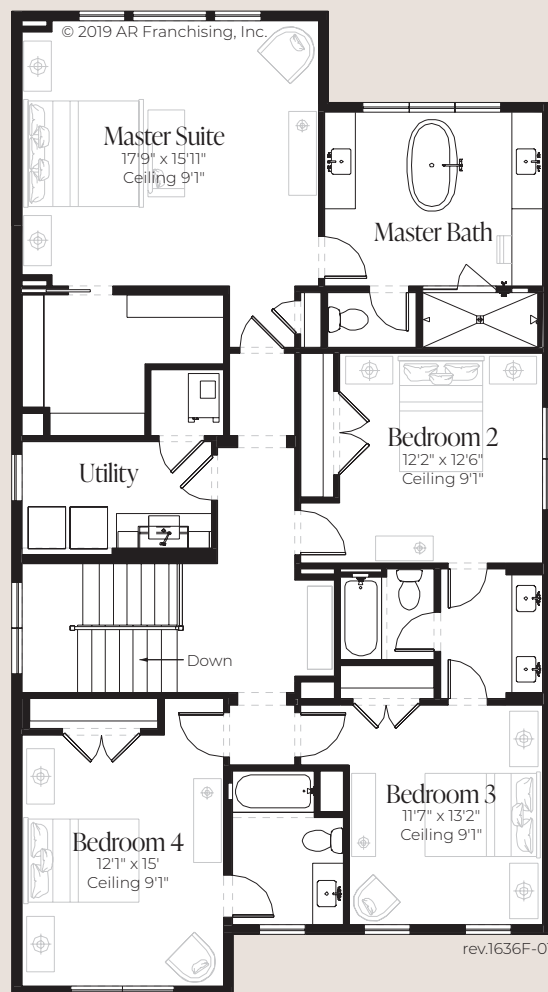 © 2019 AR Franchising, Inc.
Master Suite
17'9" x 15'11"
Ceiling 9'1"
Master Bath
Bedroom 2
12'2" x 12'6"
Ceiling 9'1"
Utility
Down
Bedroom 3
11'7" x 13'2"
Ceiling 9'1"
Bedroom 4
12'1" x 15'
Ceiling 9'1"